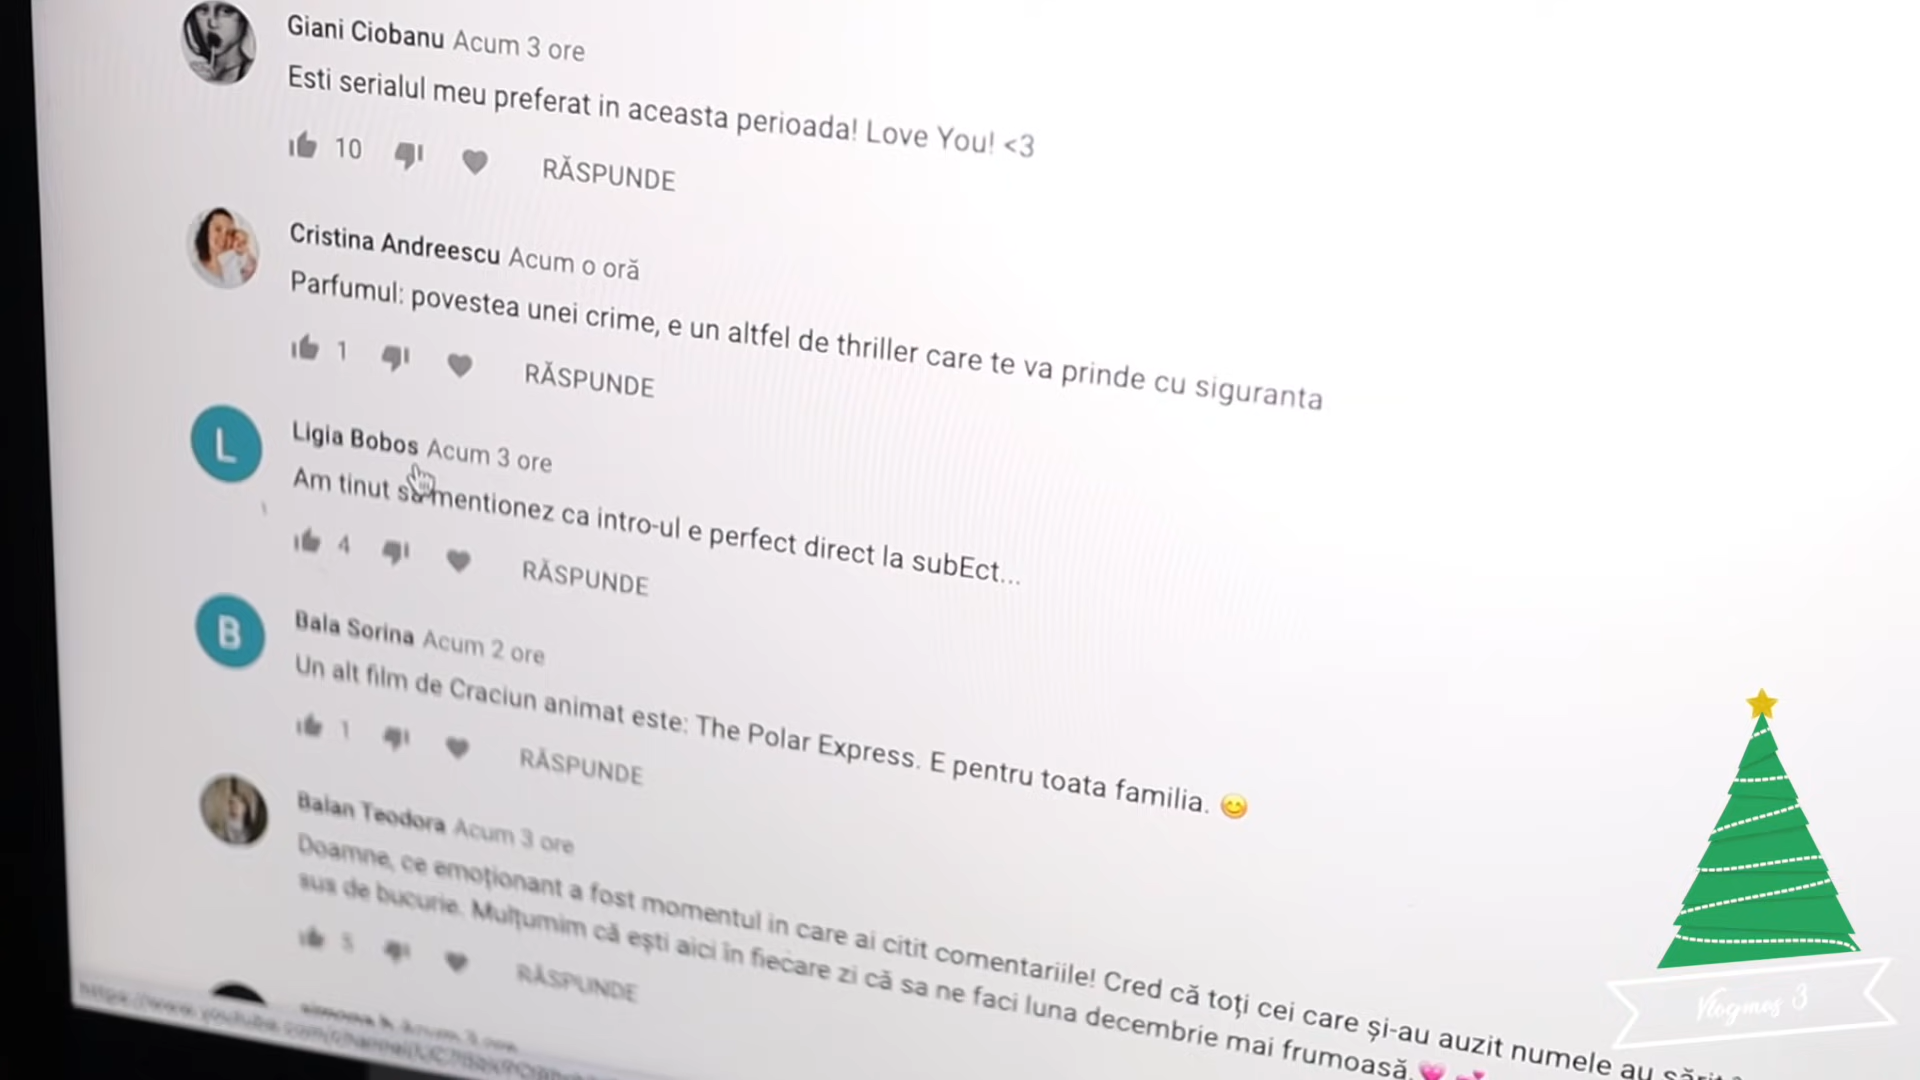 Giani Ciobanu Acum 3 ore
Esti serialul meu preferat in aceasta perioada! Love You! <3
10 RĂSPUNDE
Cristina Andreescu Acum o oră
Parfumul: povestea unei crime, e un altfel de thriller care te va prinde cu siguranta
1 RĂSPUNDE
L
Ligia Bobos Acum 3 ore
Am tinut sa mentionez ca intro-ul e perfect direct la subEct...
4 RĂSPUNDE
B
Bala Sorina Acum 2 ore
Un alt film de Craciun animat este: The Polar Express. E pentru toata familia. 😊
1 RĂSPUNDE
Balan Teodora Acum 3 ore
Doamne, ce emoționant a fost momentul in care ai citit comentariile! Cred că toți cei care și-au auzit numele au
sus de bucurie. Mulțumim că ești aici în fiecare zi că sa ne faci luna decembrie mai frumoasă.
5 RĂSPUNDE
Vlogmas 3